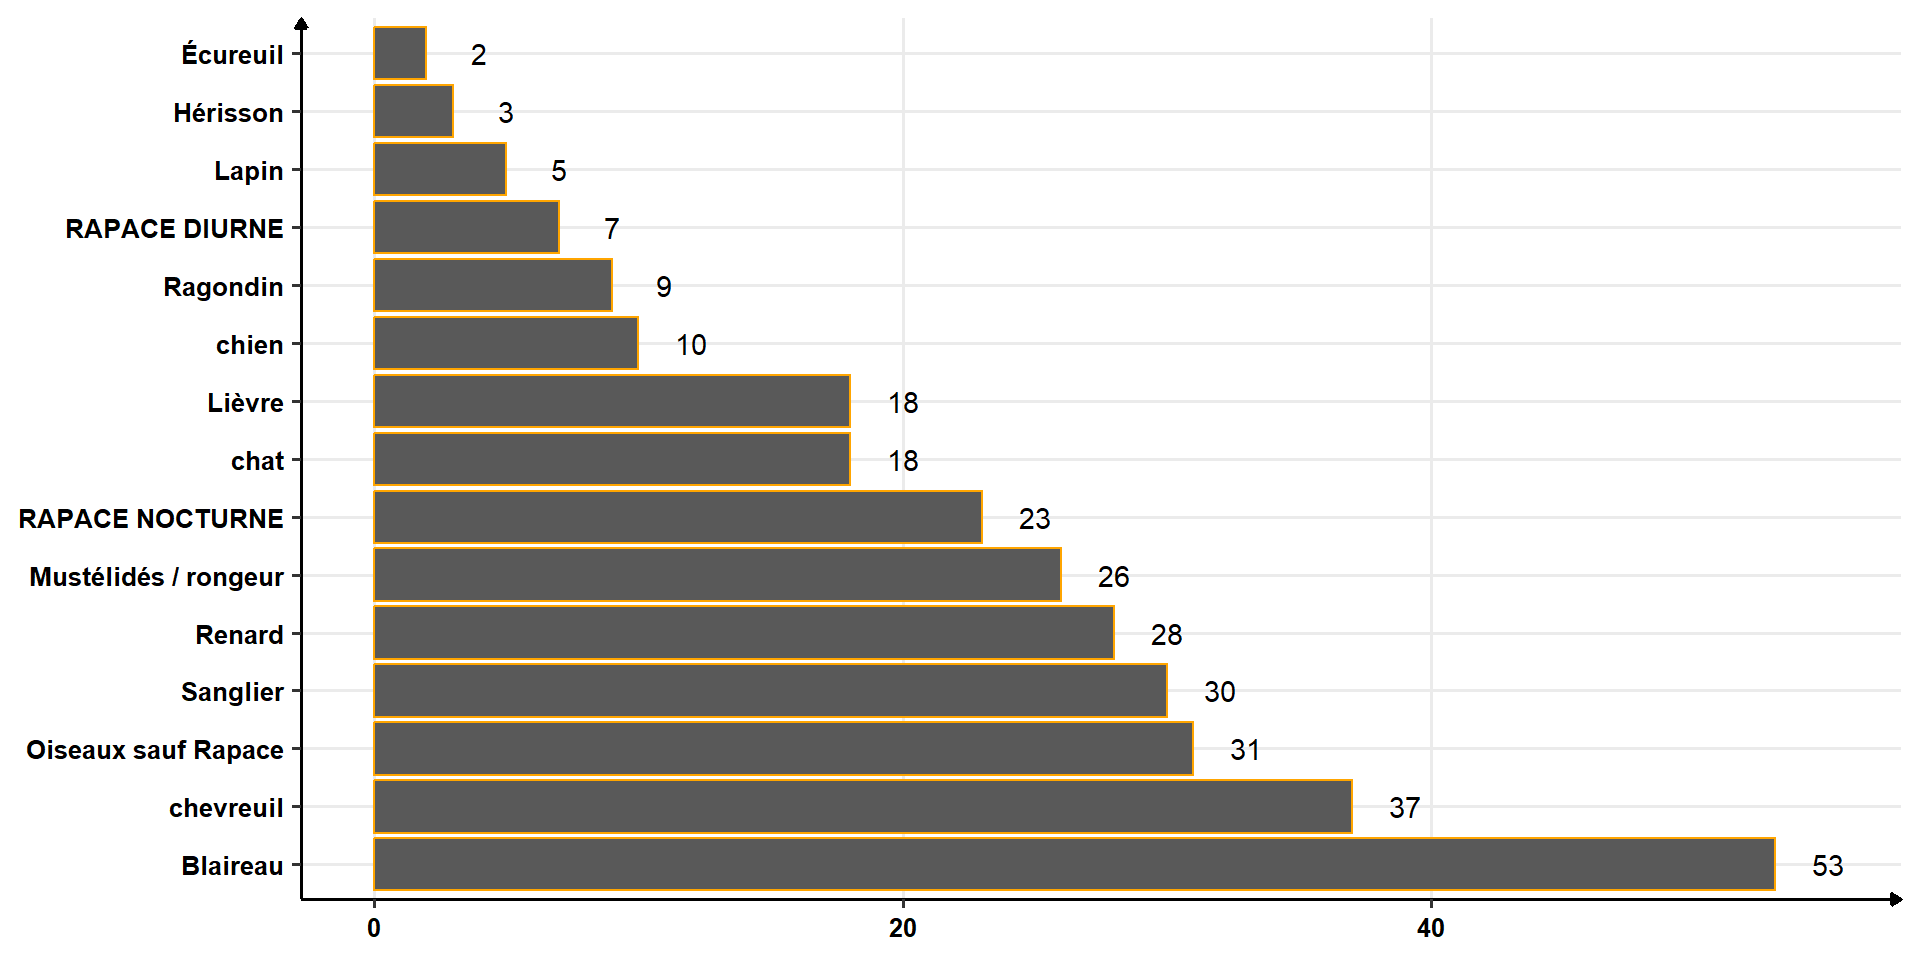 Écureuil 2
Hérisson 3
Lapin 5
RAPACE DIURNE 7
Ragondin 9
chien 10
Lièvre 18
chat 18
RAPACE NOCTURNE 23
Mustélidés / rongeur 26
Renard 28
Sanglier 30
Oiseaux sauf Rapace 31
chevreuil 37
Blaireau 53
0 20 40